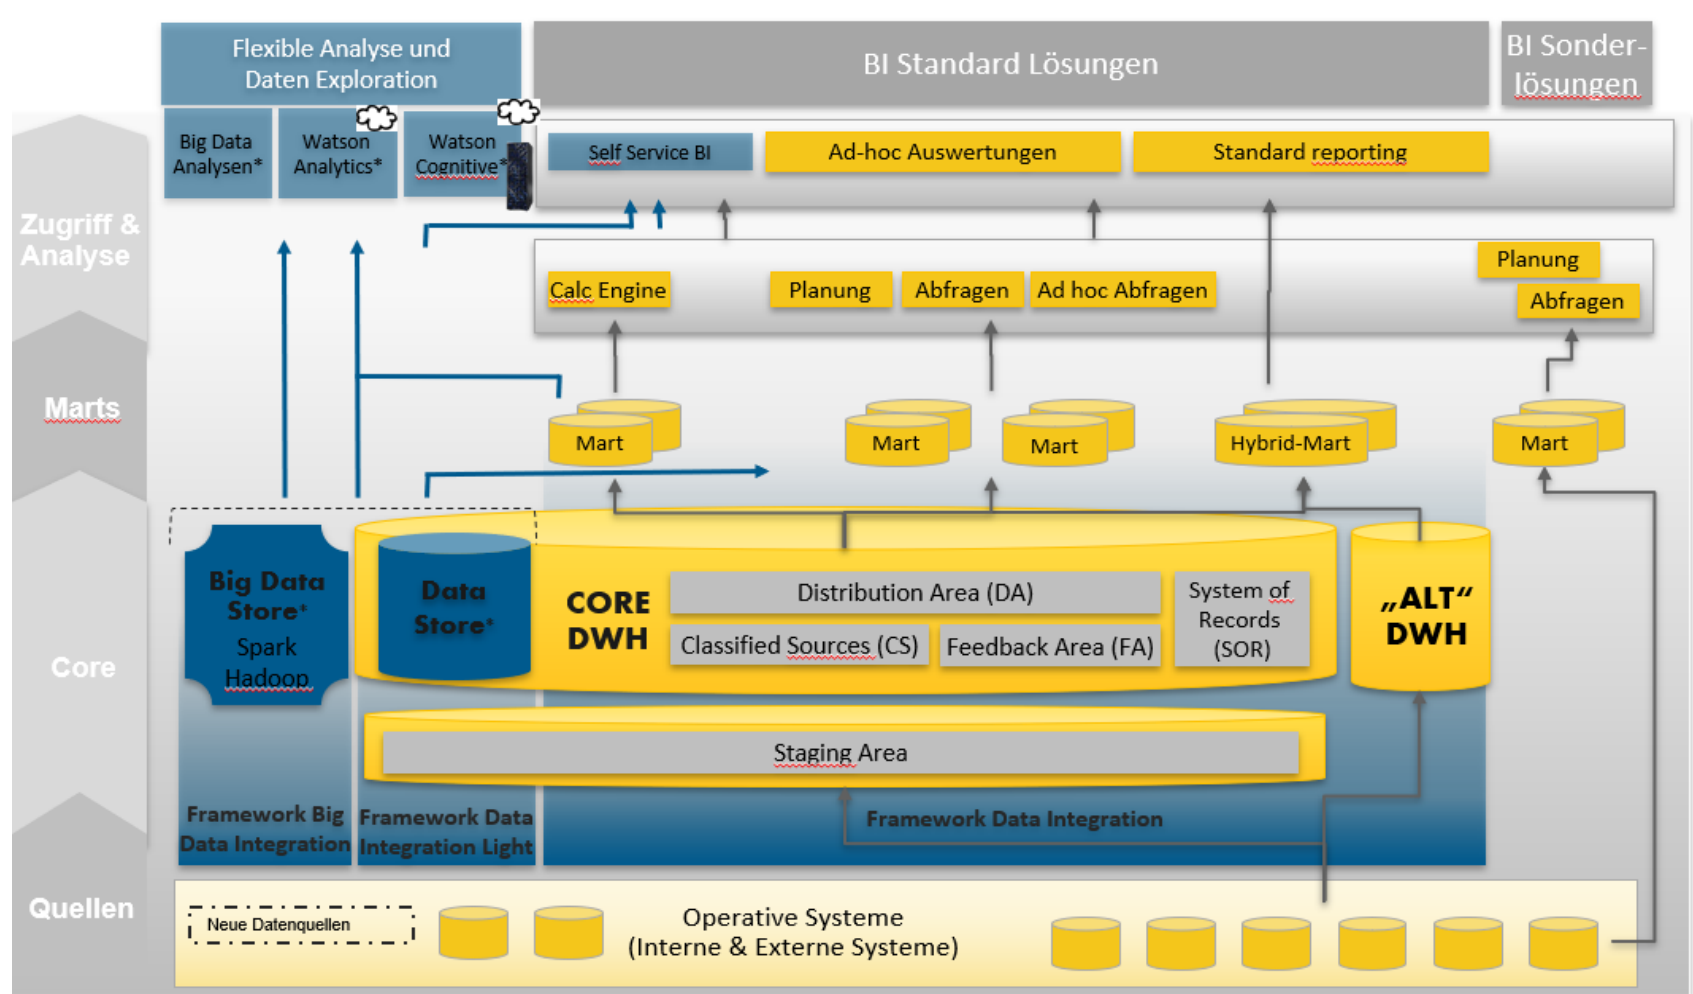 Flexible Analyse und
Daten Exploration
BI Standard Lösungen
BI Sonder-
lösungen
Big Data
Analysen*
Watson
Analytics*
Watson
Cognitive*
Self Service BI
Ad-hoc Auswertungen
Standard reporting
Zugriff &
Analyse
Calc Engine
Planung
Abfragen
Ad hoc Abfragen
Planung
Abfragen
Marts
Mart
Mart
Mart
Hybrid-Mart
Mart
Core
Big Data
Store*
Spark
Hadoop
Data
Store*
CORE
DWH
Distribution Area (DA)
Classified Sources (CS)
Feedback Area (FA)
System of
Records
(SOR)
„ALT“
DWH
Staging Area
Framework Big
Data Integration
Framework Data
Integration Light
Framework Data Integration
Quellen
Neue Datenquellen
Operative Systeme
(Interne & Externe Systeme)